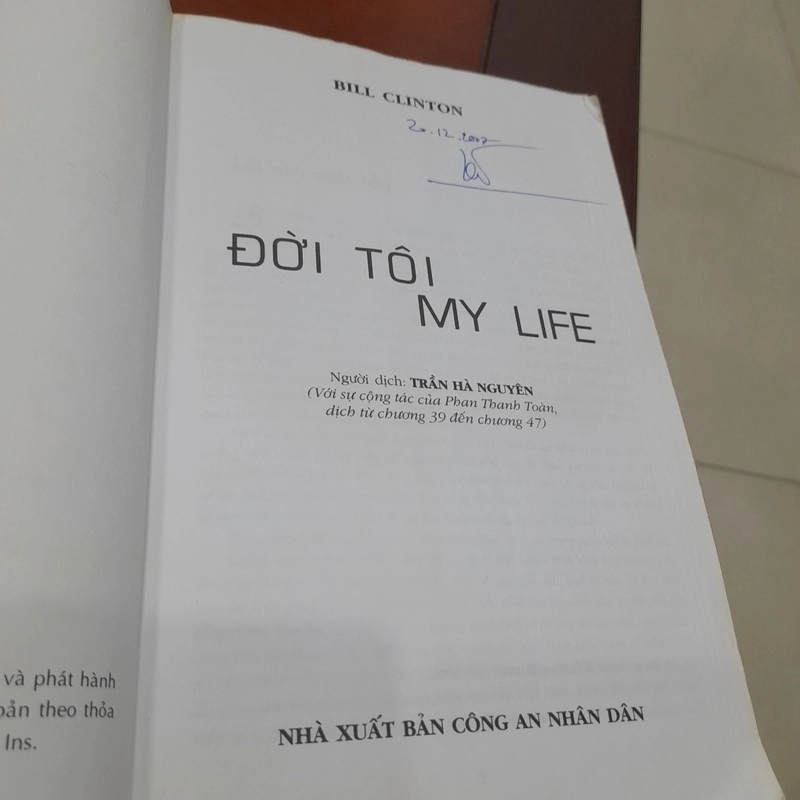 BILL CLINTON
20.12.2007
ĐỜI TÔI
MY LIFE
Người dịch: TRẦN HÀ NGUYÊN
(Với sự cộng tác của Phan Thanh Toàn,
dịch từ chương 39 đến chương 47)
NHÀ XUẤT BẢN CÔNG AN NHÂN DÂN
và phát hành
bản theo thỏa
Ins.